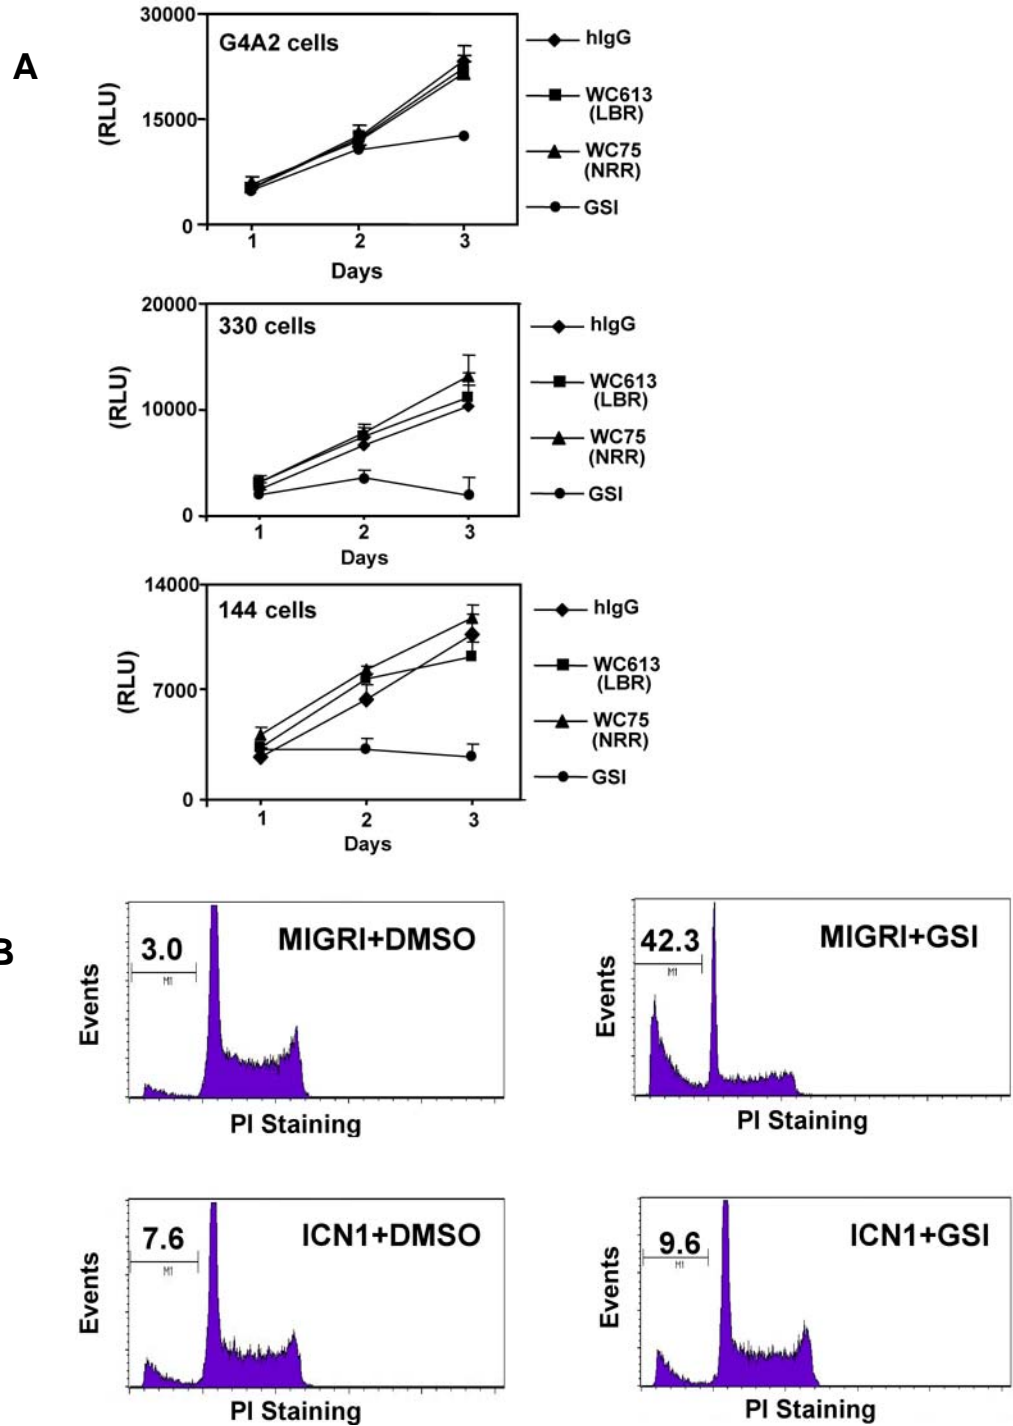 A
30000
G4A2 cells
(RLU)
15000
0
1 2 3
Days
hIgG
WC613
(LBR)
WC75
(NRR)
GSI
20000
330 cells
(RLU)
10000
0
1 2 3
Days
hIgG
WC613
(LBR)
WC75
(NRR)
GSI
14000
144 cells
(RLU)
7000
0
1 2 3
Days
hIgG
WC613
(LBR)
WC75
(NRR)
GSI
B
3.0
M1
MIGRI+DMSO
Events
PI Staining
42.3
M1
MIGRI+GSI
Events
PI Staining
7.6
M1
ICN1+DMSO
Events
PI Staining
9.6
M1
ICN1+GSI
Events
PI Staining